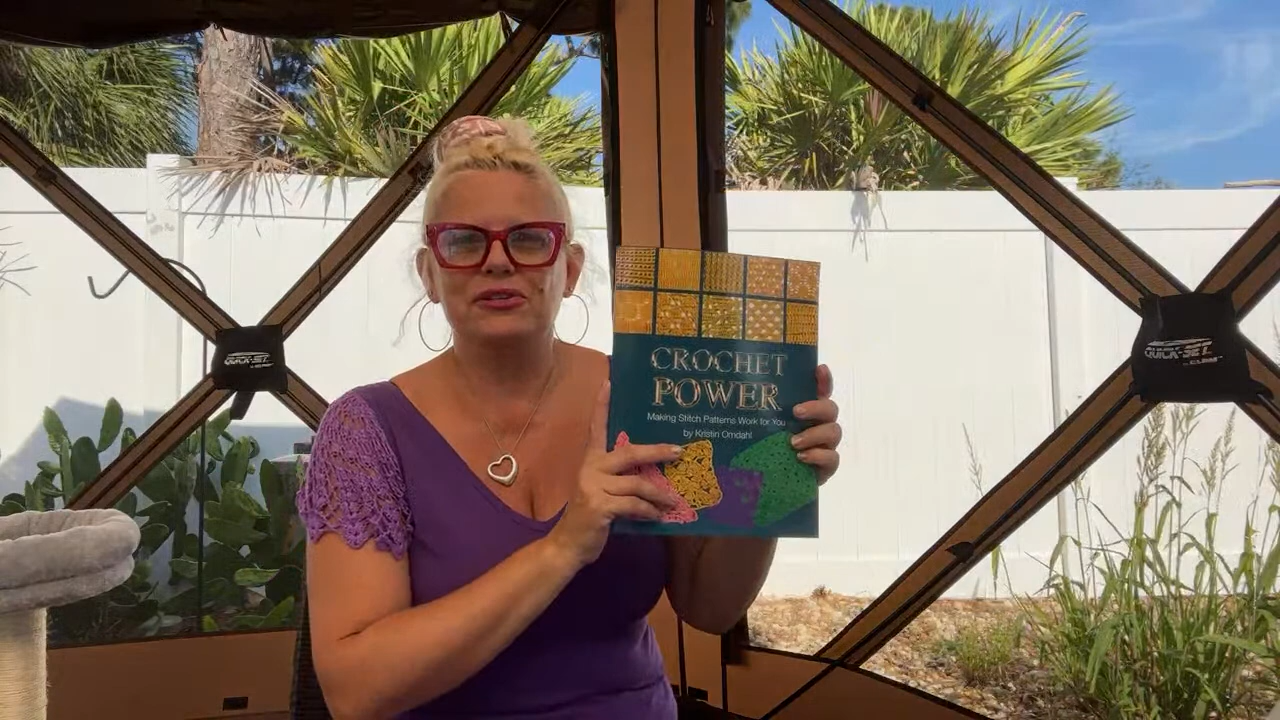 CROCHET
POWER
Making Stitch Patterns Work for You
by Kristin Omdahl
QUICK-SET
QUICK-SET